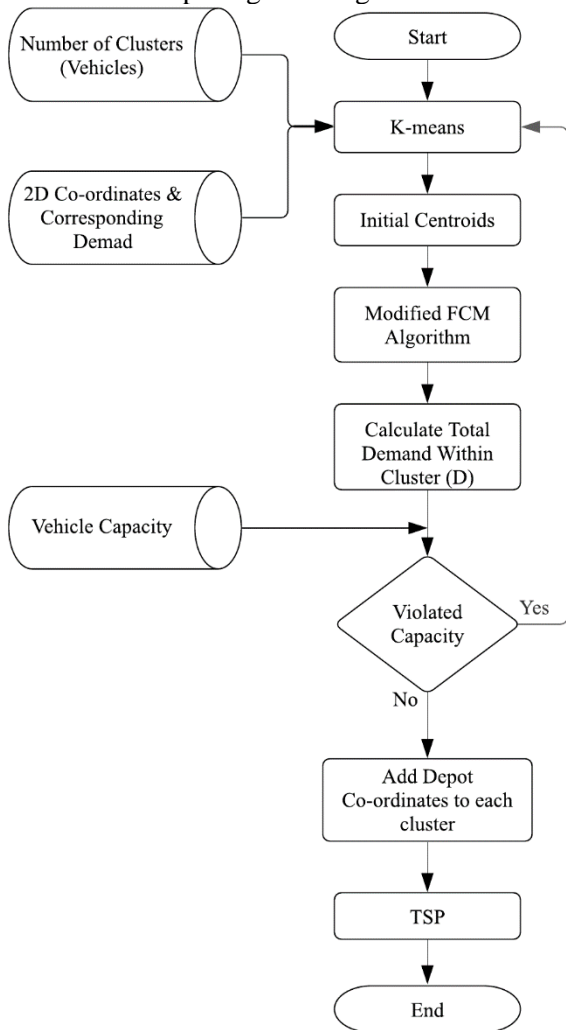 Number of Clusters
(Vehicles)
Start
K-means
2D Co-ordinates &
Corresponding
Demad
Initial Centroids
Modified FCM
Algorithm
Calculate Total
Demand Within
Cluster (D)
Vehicle Capacity
Violated
Capacity
Yes
No
Add Depot
Co-ordinates to each
cluster
TSP
End